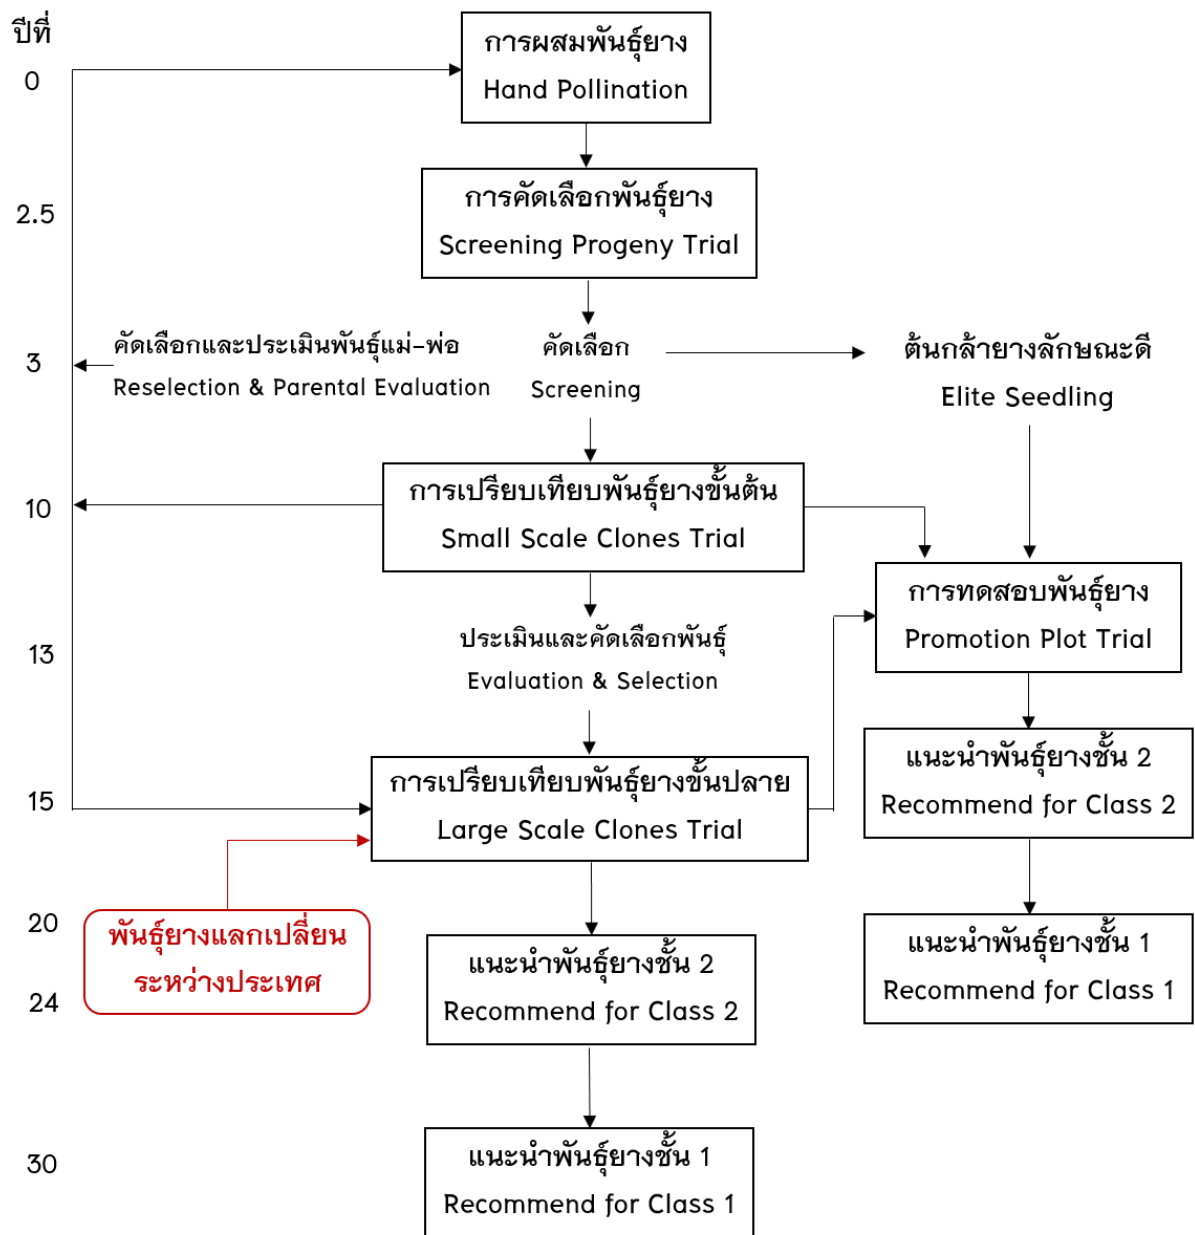 ปีที่
0
การผสมพันธุ์ยาง
Hand Pollination
2.5
การคัดเลือกพันธุ์ยาง
Screening Progeny Trial
3
คัดเลือกและประเมินพันธุ์แม่-พ่อ
Reselection & Parental Evaluation
คัดเลือก
Screening
ต้นกล้ายางลักษณะดี
Elite Seedling
10
การเปรียบเทียบพันธุ์ยางขั้นต้น
Small Scale Clones Trial
การทดสอบพันธุ์ยาง
Promotion Plot Trial
13
ประเมินและคัดเลือกพันธุ์
Evaluation & Selection
แนะนำพันธุ์ยางชั้น 2
Recommend for Class 2
15
การเปรียบเทียบพันธุ์ยางขั้นปลาย
Large Scale Clones Trial
20
24
พันธุ์ยางแลกเปลี่ยน
ระหว่างประเทศ
แนะนำพันธุ์ยางชั้น 2
Recommend for Class 2
แนะนำพันธุ์ยางชั้น 1
Recommend for Class 1
30
แนะนำพันธุ์ยางชั้น 1
Recommend for Class 1